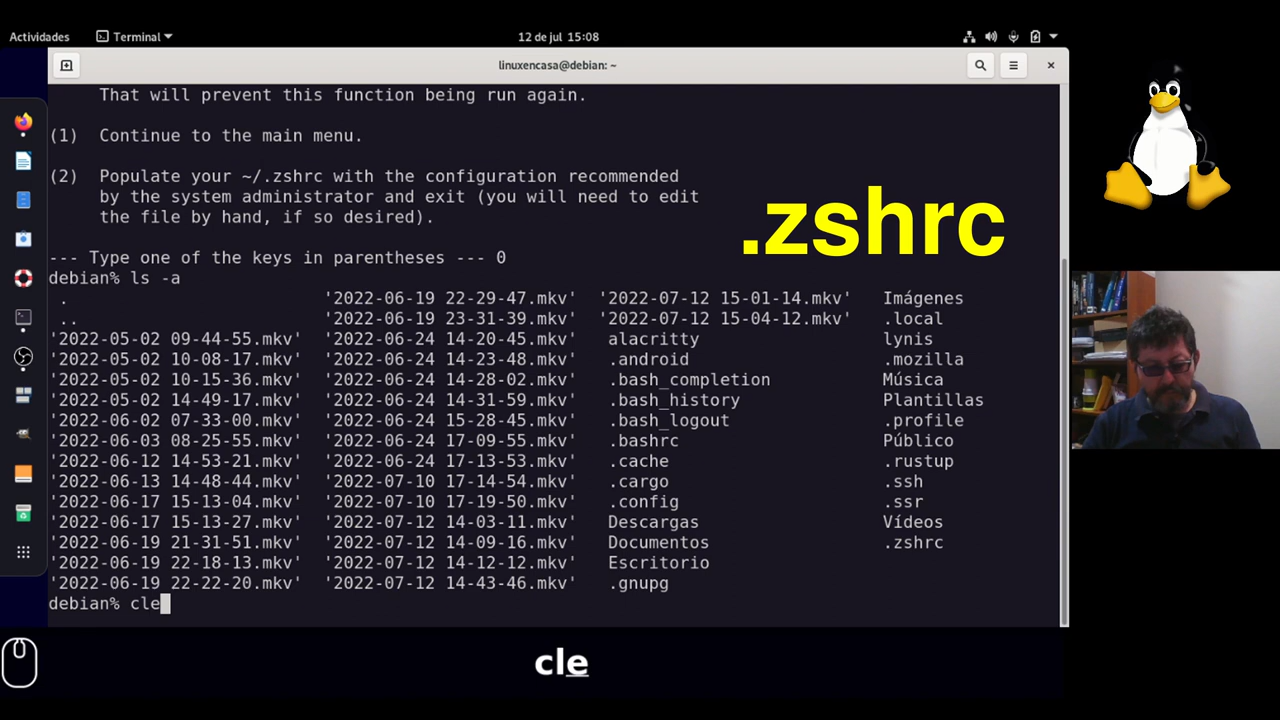 Actividades Terminal 12 de jul 15:08
linuxencasa@debian: ~
That will prevent this function being run again.
(1) Continue to the main menu.
(2) Populate your ~/.zshrc with the configuration recommended
by the system administrator and exit (you will need to edit
the file by hand, if so desired).
.zshrc
--- Type one of the keys in parentheses --- 0
debian% ls -a
. '2022-06-19 22-29-47.mkv' '2022-07-12 15-01-14.mkv' Imágenes
.. '2022-06-19 23-31-39.mkv' '2022-07-12 15-04-12.mkv' .local
'2022-05-02 09-44-55.mkv' '2022-06-24 14-20-45.mkv' alacritty lynis
'2022-05-02 10-08-17.mkv' '2022-06-24 14-23-48.mkv' .android .mozilla
'2022-05-02 10-15-36.mkv' '2022-06-24 14-28-02.mkv' .bash_completion Música
'2022-05-02 14-49-17.mkv' '2022-06-24 14-31-59.mkv' .bash_history Plantillas
'2022-06-02 07-33-00.mkv' '2022-06-24 15-28-45.mkv' .bash_logout .profile
'2022-06-03 08-25-55.mkv' '2022-06-24 17-09-55.mkv' .bashrc Público
'2022-06-12 14-53-21.mkv' '2022-06-24 17-13-53.mkv' .cache .rustup
'2022-06-13 14-48-44.mkv' '2022-07-10 17-14-54.mkv' .cargo .ssh
'2022-06-17 15-13-04.mkv' '2022-07-10 17-19-50.mkv' .config .ssr
'2022-06-17 15-13-27.mkv' '2022-07-12 14-03-11.mkv' Descargas Vídeos
'2022-06-19 21-31-51.mkv' '2022-07-12 14-09-16.mkv' Documentos .zshrc
'2022-06-19 22-18-13.mkv' '2022-07-12 14-12-12.mkv' Escritorio
'2022-06-19 22-22-20.mkv' '2022-07-12 14-43-46.mkv' .gnupg
debian% cle
cle